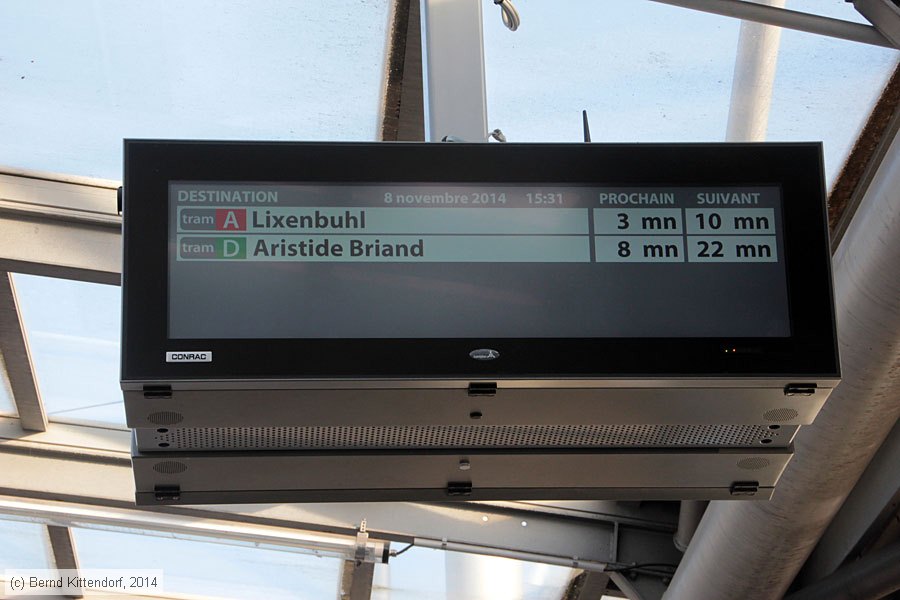 DESTINATION 8 novembre 2014 15:31 PROCHAIN SUIVANT
tram A Lixenbuhl 3 mn 10 mn
tram D Aristide Briand 8 mn 22 mn
CONRAC
(c) Bernd Kittendorf, 2014